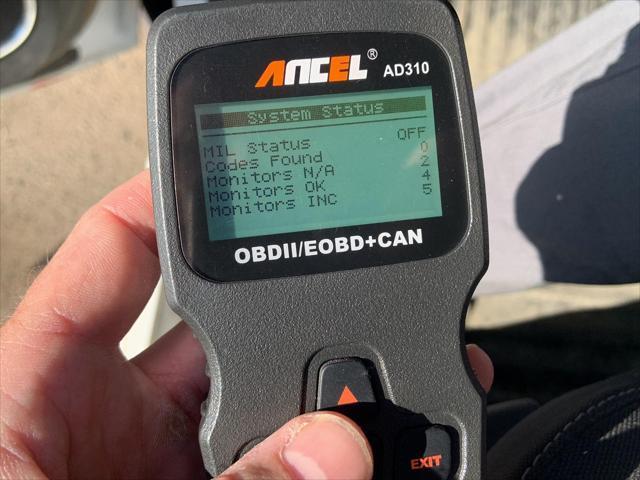 ANCEL® AD310
System Status
MIL Status OFF
Codes Found 0
Monitors N/A 2
Monitors OK 4
Monitors INC 5
OBDII/EOBD+CAN
EXIT